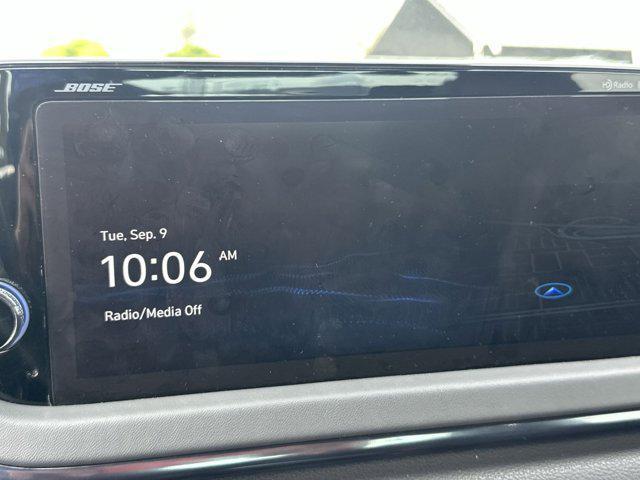 BOSE
HD Radio
Tue, Sep. 9
10:06 AM
Radio/Media Off